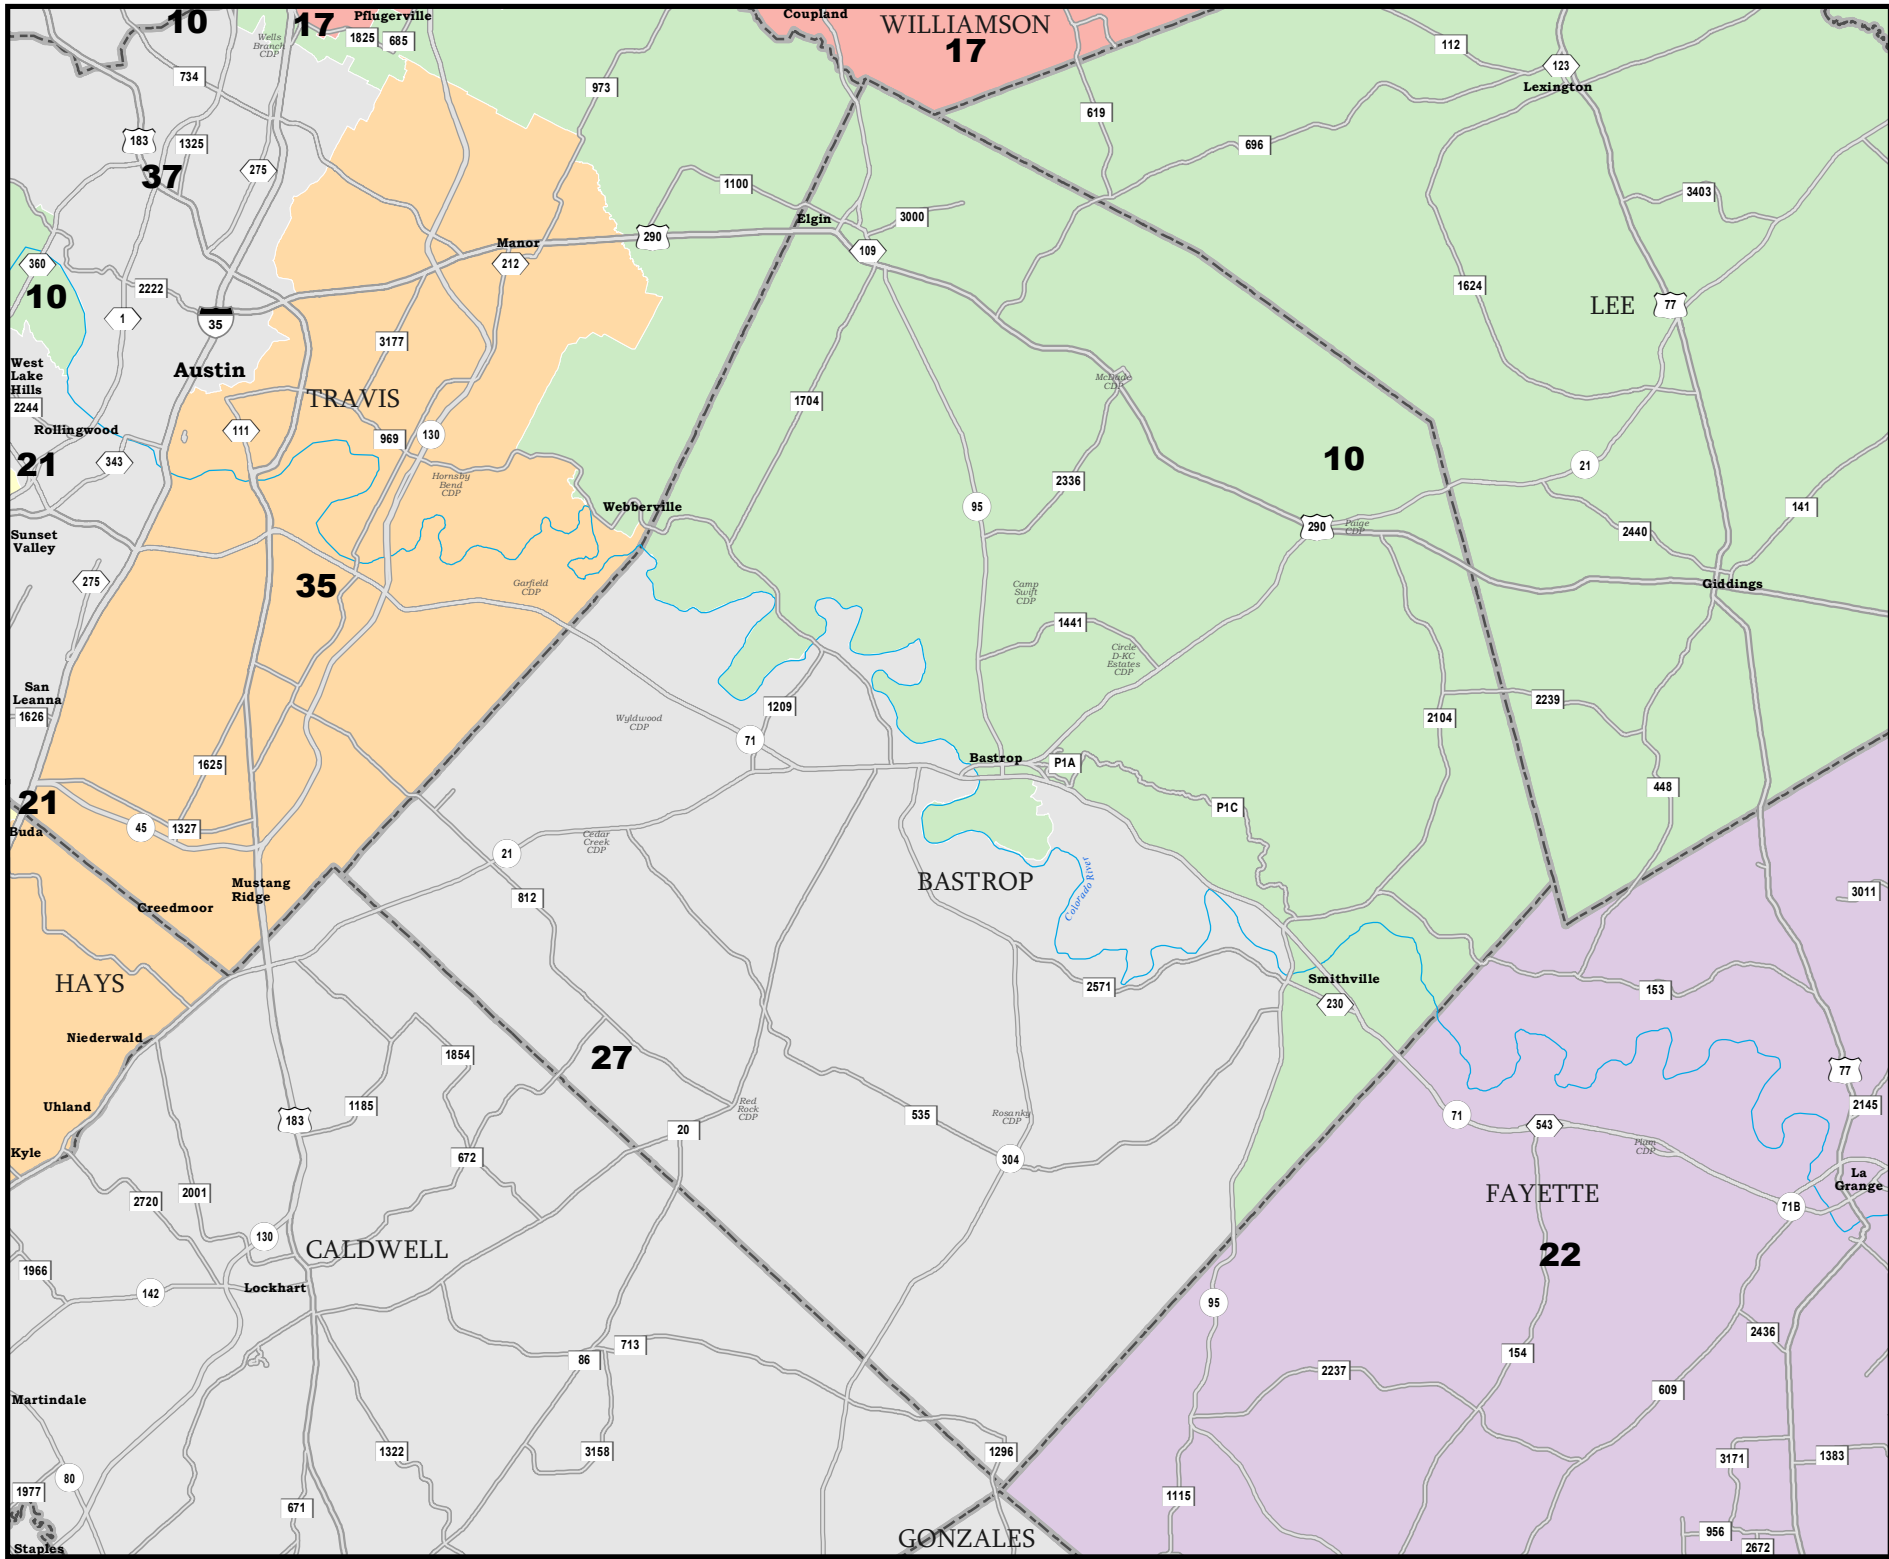 10
17
Pflugerville
Coupland
WILLIAMSON
17
1825
685
Wells
Branch
CDP
734
973
112
123
Lexington
619
183
1325
275
37
696
1100
3403
Elgin
3000
290
109
Manor
212
360
10
2222
1
35
1624
LEE
77
3177
West
Lake
Hills
Austin
TRAVIS
McDade
CDP
2244
1704
Rollingwood
111
969
130
343
21
10
21
Hornsby
Bend
CDP
2336
95
Webberville
141
Sunset
Valley
290
Paige
CDP
2440
275
35
Garfield
CDP
Camp
Swift
CDP
Giddings
1441
Circle
D-KC
Estates
CDP
San
Leanna
1626
1209
Wyldwood
CDP
71
2239
2104
1625
Bastrop
P1A
448
21
Buda
45
1327
P1C
Cedar
Creek
CDP
21
Mustang
Ridge
Creedmoor
812
BASTROP
Colorado River
3011
HAYS
2571
Smithville
230
153
Niederwald
1854
27
77
Uhland
1185
183
Red
Rock
CDP
535
Rosanky
CDP
71
543
2145
Kyle
672
20
304
Plum
CDP
La
Grange
2720
2001
FAYETTE
71B
130
CALDWELL
22
1966
142
Lockhart
95
2436
713
86
154
2237
609
Martindale
1322
3158
1296
3171
1383
80
1977
671
1115
GONZALES
956
2672
Staples